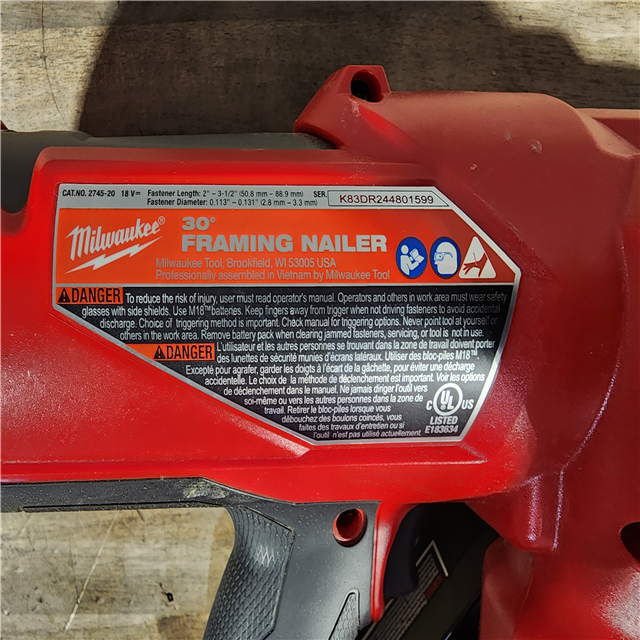 CAT.NO. 2745-20 18 V⎓ Fastener Length: 2" - 3-1/2" (50.8 mm - 88.9 mm) SER.
Fastener Diameter: 0.113" - 0.131" (2.8 mm - 3.3 mm)
K83DR244801599
Milwaukee®
30°
FRAMING NAILER
Milwaukee Tool, Brookfield, WI 53005 USA
Professionally assembled in Vietnam by Milwaukee Tool
DANGER To reduce the risk of injury, user must read operator's manual. Operators and others in work area must wear safety
glasses with side shields. Use M18™ batteries. Keep fingers away from trigger when not driving fasteners to avoid accidental
discharge. Choice of triggering method is important. Check manual for triggering options. Never point tool at yourself or
others in the work area. Remove battery pack when clearing jammed fasteners, servicing, or tool is not in use.
DANGER L'utilisateur et les autres personnes se trouvant dans la zone de travail doivent porter
des lunettes de sécurité munies d'écrans latéraux. Utiliser des bloc-piles M18™.
Excepté pour agrafer, garder les doigts à l'écart de la gâchette, pour éviter une décharge
accidentelle. Le choix de la méthode de déclenchement est important. Voir les options
de déclenchement dans le manuel. Ne jamais diriger l'outil vers
soi-même ou vers les autres personnes dans la zone de
travail. Retirer le bloc-piles lorsque vous
débouchez des boulons coincés, vous
faites des travaux d'entretien ou si
l'outil n'est pas utilisé actuellement.
C UL US
LISTED
E183634